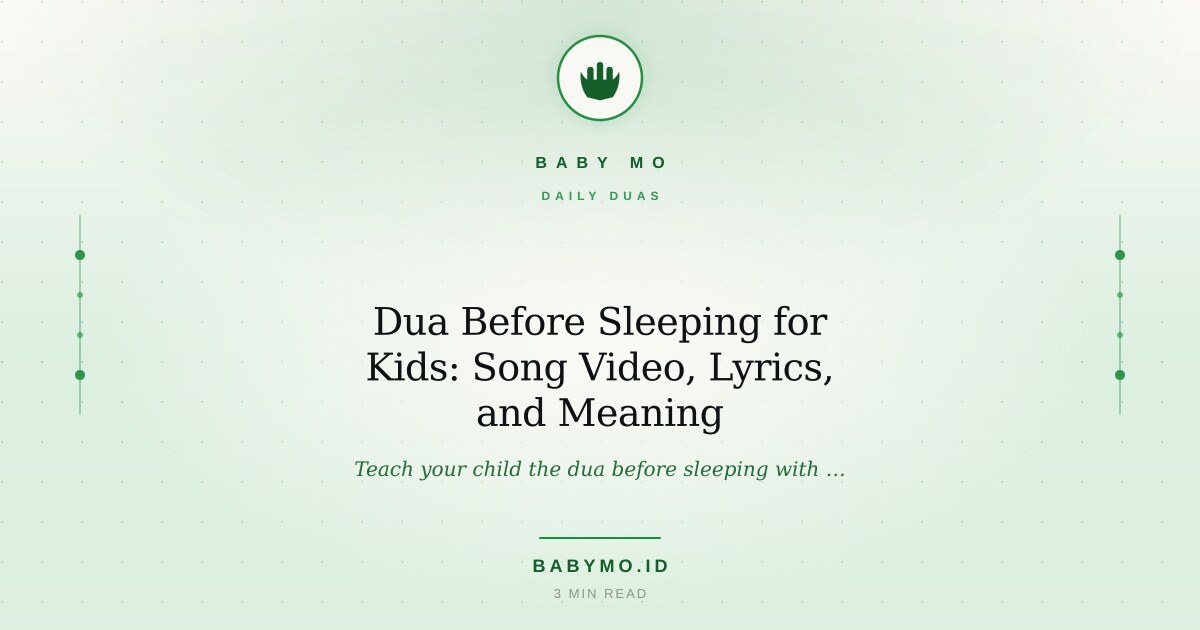 BABY MO
DAILY DUAS
Dua Before Sleeping for
Kids: Song Video, Lyrics,
and Meaning
Teach your child the dua before sleeping with ...
BABYMO.ID
3 MIN READ